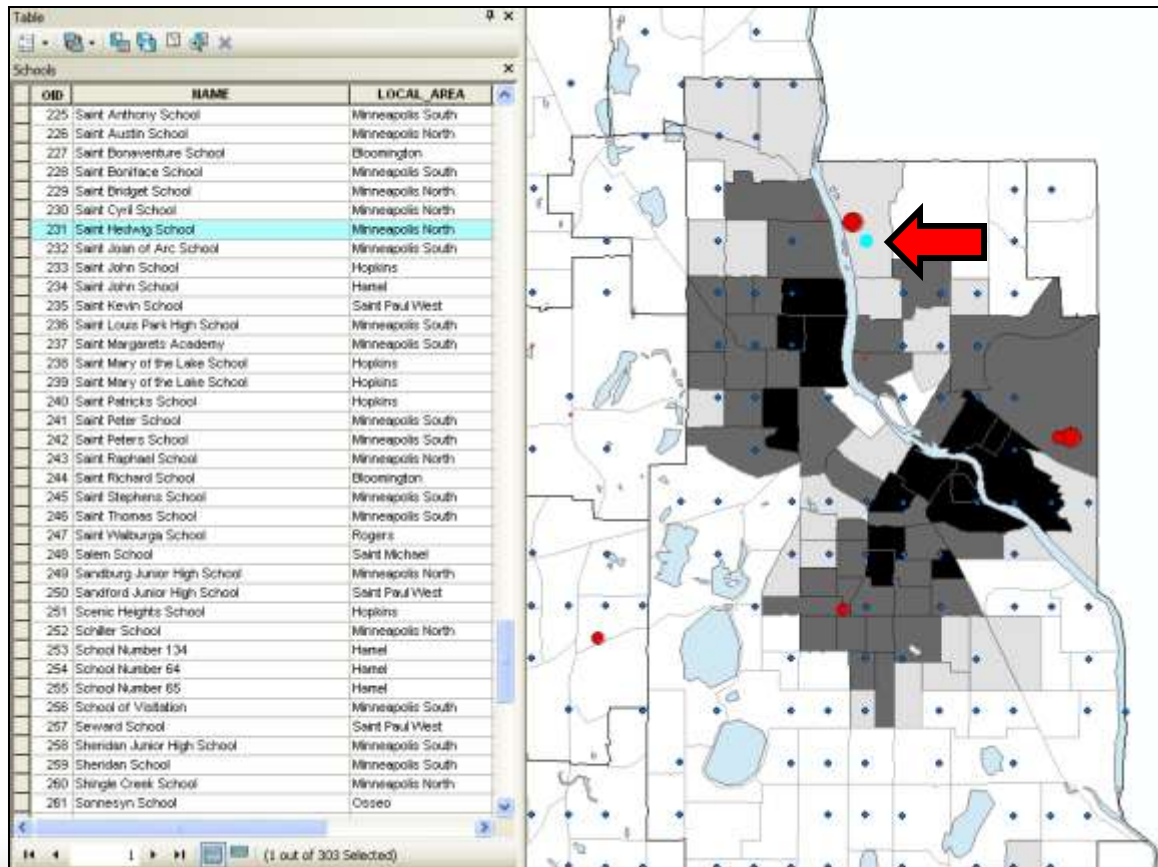 Table
Schools
OID NAME LOCAL_AREA
225 Saint Anthony School Minneapolis South
226 Saint Austin School Minneapolis North
227 Saint Bonaventure School Bloomington
228 Saint Boniface School Minneapolis South
229 Saint Bridget School Minneapolis North
230 Saint Cyril School Minneapolis North
231 Saint Hedwig School Minneapolis North
232 Saint Joan of Arc School Minneapolis South
233 Saint John School Hopkins
234 Saint John School Hamel
235 Saint Kevin School Saint Paul West
236 Saint Louis Park High School Minneapolis South
237 Saint Margarets Academy Minneapolis South
238 Saint Mary of the Lake School Hopkins
239 Saint Mary of the Lake School Hopkins
240 Saint Patricks School Hopkins
241 Saint Peter School Minneapolis South
242 Saint Peters School Minneapolis South
243 Saint Raphael School Minneapolis North
244 Saint Richard School Bloomington
245 Saint Stephens School Minneapolis South
246 Saint Thomas School Minneapolis South
247 Saint Walburga School Rogers
248 Salem School Saint Michael
249 Sandburg Junior High School Minneapolis North
250 Sandford Junior High School Saint Paul West
251 Scenic Heights School Hopkins
252 Schiller School Minneapolis North
253 School Number 134 Hamel
254 School Number 64 Hamel
255 School Number 65 Hamel
256 School of Visitation Minneapolis South
257 Seward School Saint Paul West
258 Sheridan Junior High School Minneapolis South
259 Sheridan School Minneapolis South
260 Shingle Creek School Minneapolis North
261 Sonnesyn School Osseo
1 (1 out of 303 Selected)